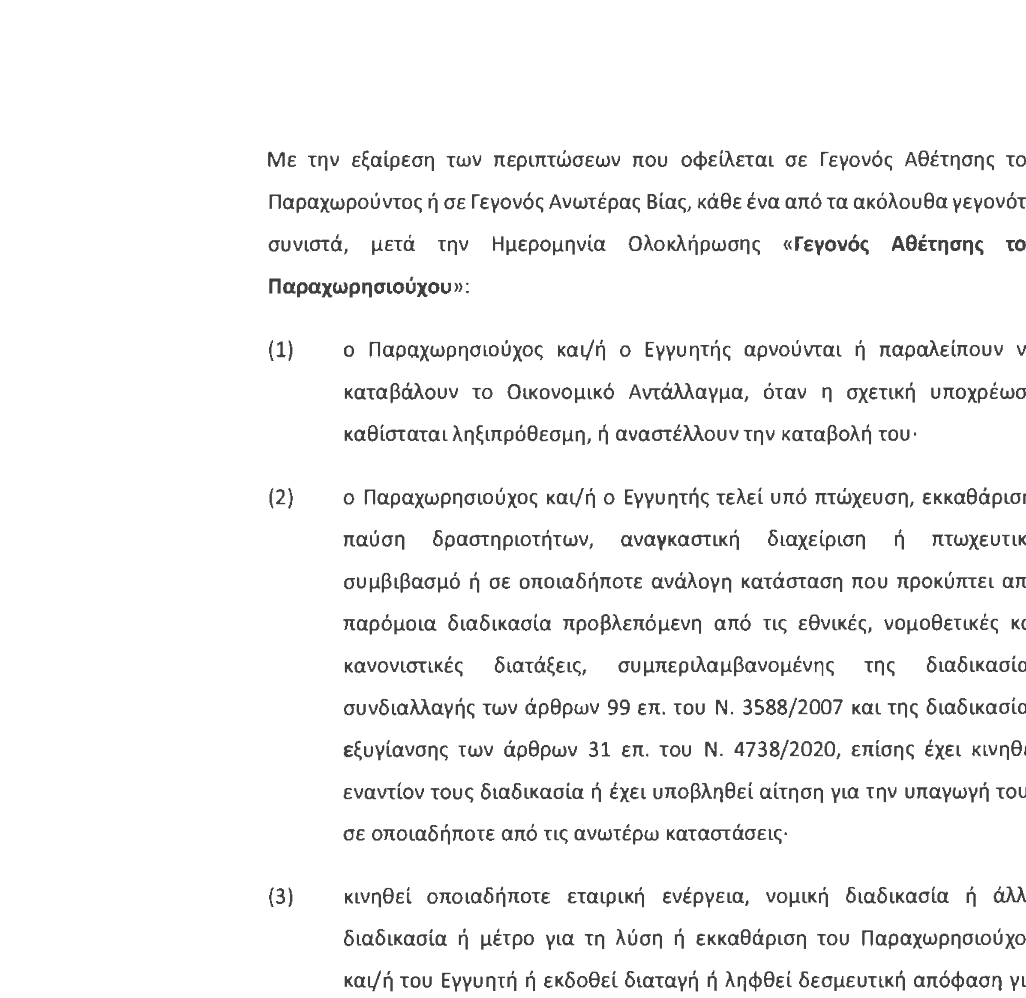 Με την εξαίρεση των περιπτώσεων που οφείλεται σε Γεγονός Αθέτησης το
Παραχωρούντος ή σε Γεγονός Ανωτέρας Βίας, κάθε ένα από τα ακόλουθα γεγονότ
συνιστά, μετά την Ημερομηνία Ολοκλήρωσης «Γεγονός Αθέτησης το
Παραχωρησιούχου»:
(1) ο Παραχωρησιούχος και/ή ο Εγγυητής αρνούνται ή παραλείπουν ν
καταβάλουν το Οικονομικό Αντάλλαγμα, όταν η σχετική υποχρέωσ
καθίσταται ληξιπρόθεσμη, ή αναστέλλουν την καταβολή του·
(2) ο Παραχωρησιούχος και/ή ο Εγγυητής τελεί υπό πτώχευση, εκκαθάριση
παύση δραστηριοτήτων, αναγκαστική διαχείριση ή πτωχευτικ
συμβιβασμό ή σε οποιαδήποτε ανάλογη κατάσταση που προκύπτει απ
παρόμοια διαδικασία προβλεπόμενη από τις εθνικές, νομοθετικές κα
κανονιστικές διατάξεις, συμπεριλαμβανομένης της διαδικασία
συνδιαλλαγής των άρθρων 99 επ. του Ν. 3588/2007 και της διαδικασία
εξυγίανσης των άρθρων 31 επ. του Ν. 4738/2020, επίσης έχει κινηθε
εναντίον τους διαδικασία ή έχει υποβληθεί αίτηση για την υπαγωγή του
σε οποιαδήποτε από τις ανωτέρω καταστάσεις·
(3) κινηθεί οποιαδήποτε εταιρική ενέργεια, νομική διαδικασία ή άλλ
διαδικασία ή μέτρο για τη λύση ή εκκαθάριση του Παραχωρησιούχο
και/ή του Εγγυητή ή εκδοθεί διαταγή ή ληφθεί δεσμευτική απόφαση γι